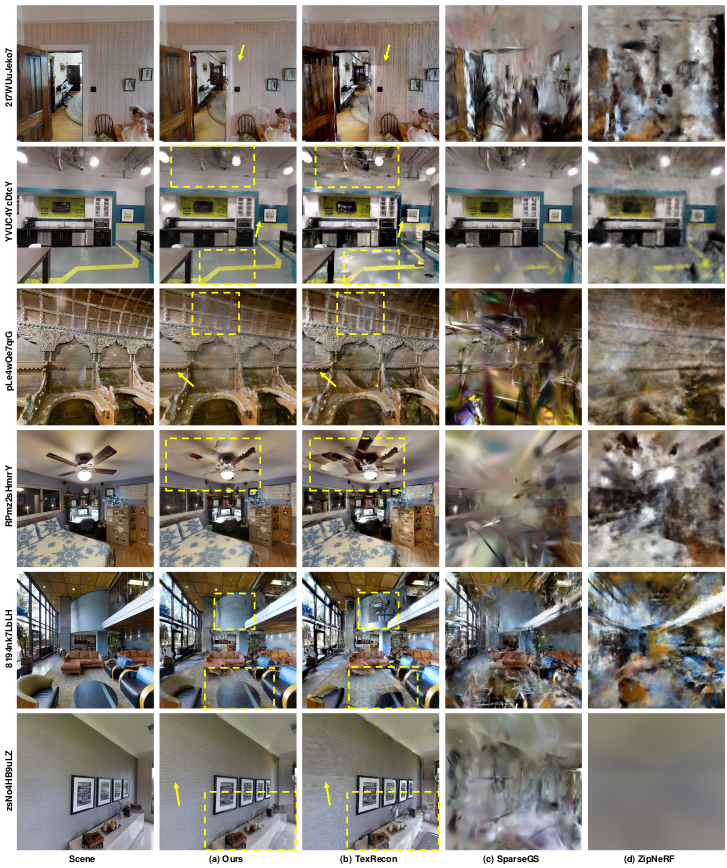 2t7WUuJeko7
YVUC4YcDtcY
pLe4wQe7qrG
RPmz2sHmrrY
8194nk7LbLH
zsNo4HB9uLZ
Scene (a) Ours (b) TexRecon (c) SparseGS (d) ZipNeRF